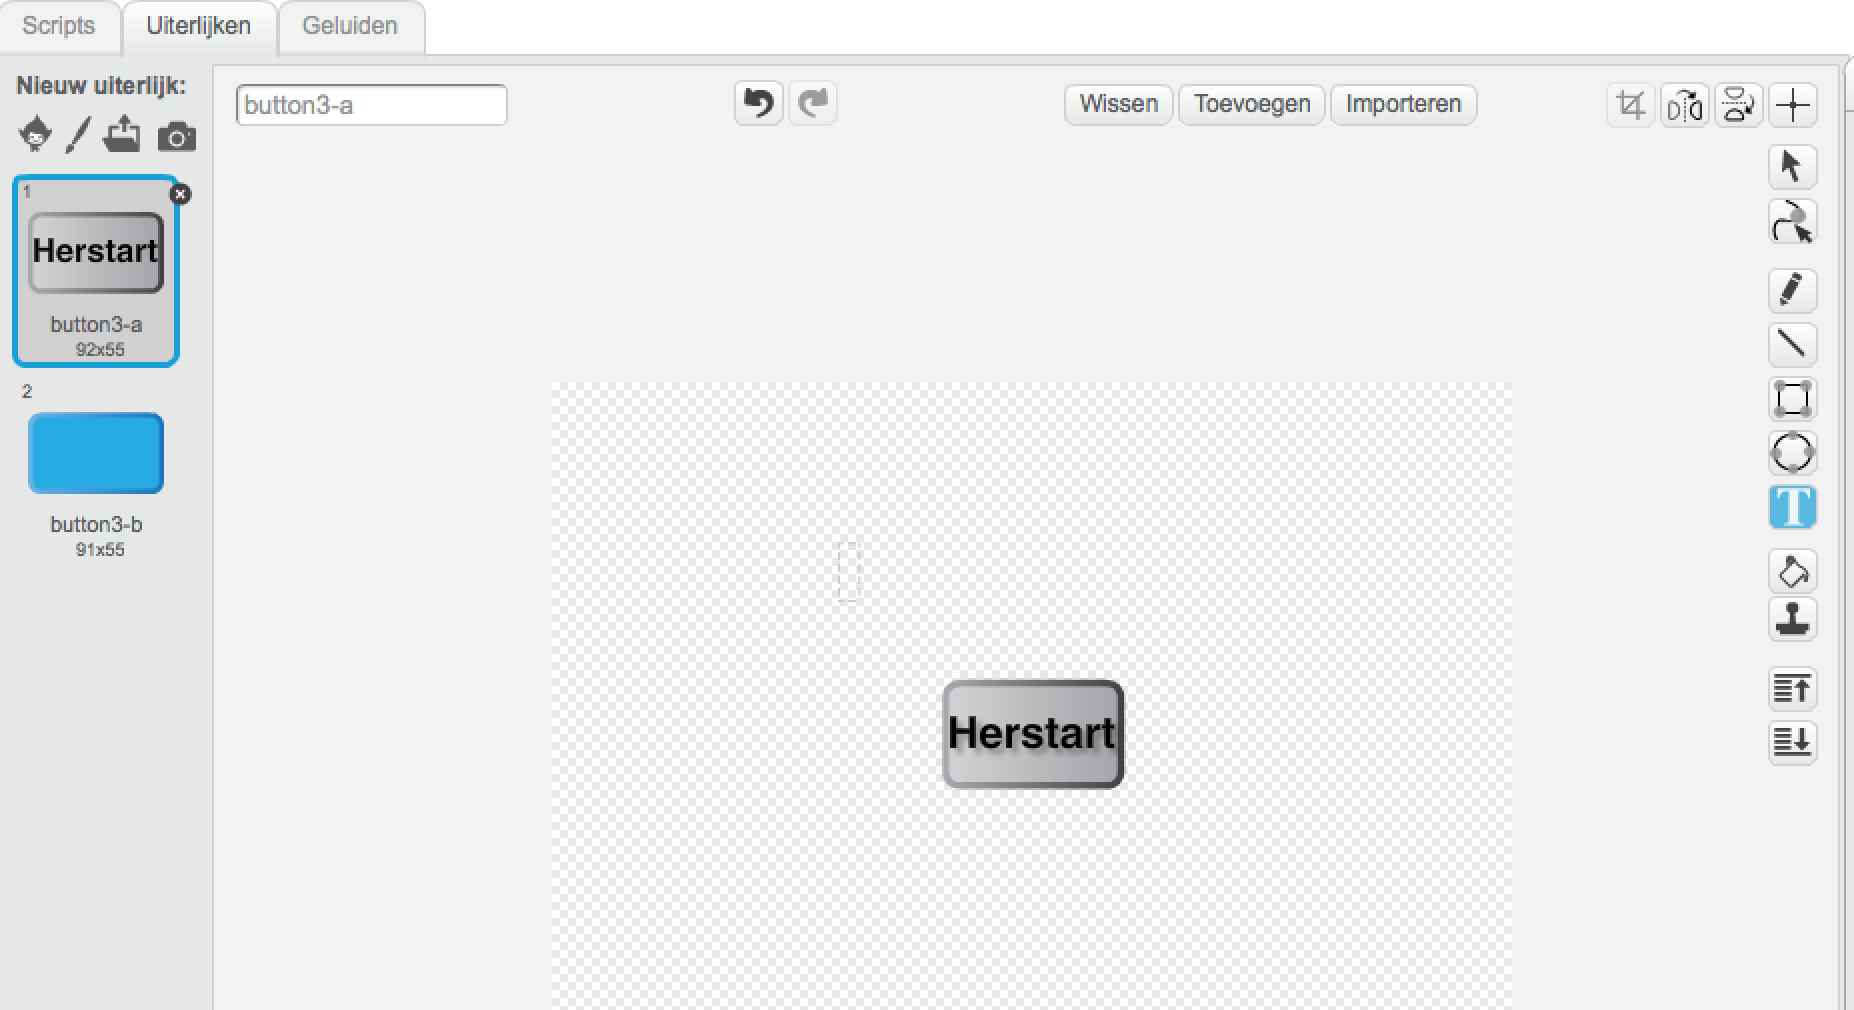 Scripts Uiterlijken Geluiden
Nieuw uiterlijk:
button3-a
Wissen Toevoegen Importeren
1
Herstart
button3-a
92x55
2
button3-b
91x55
Herstart
T